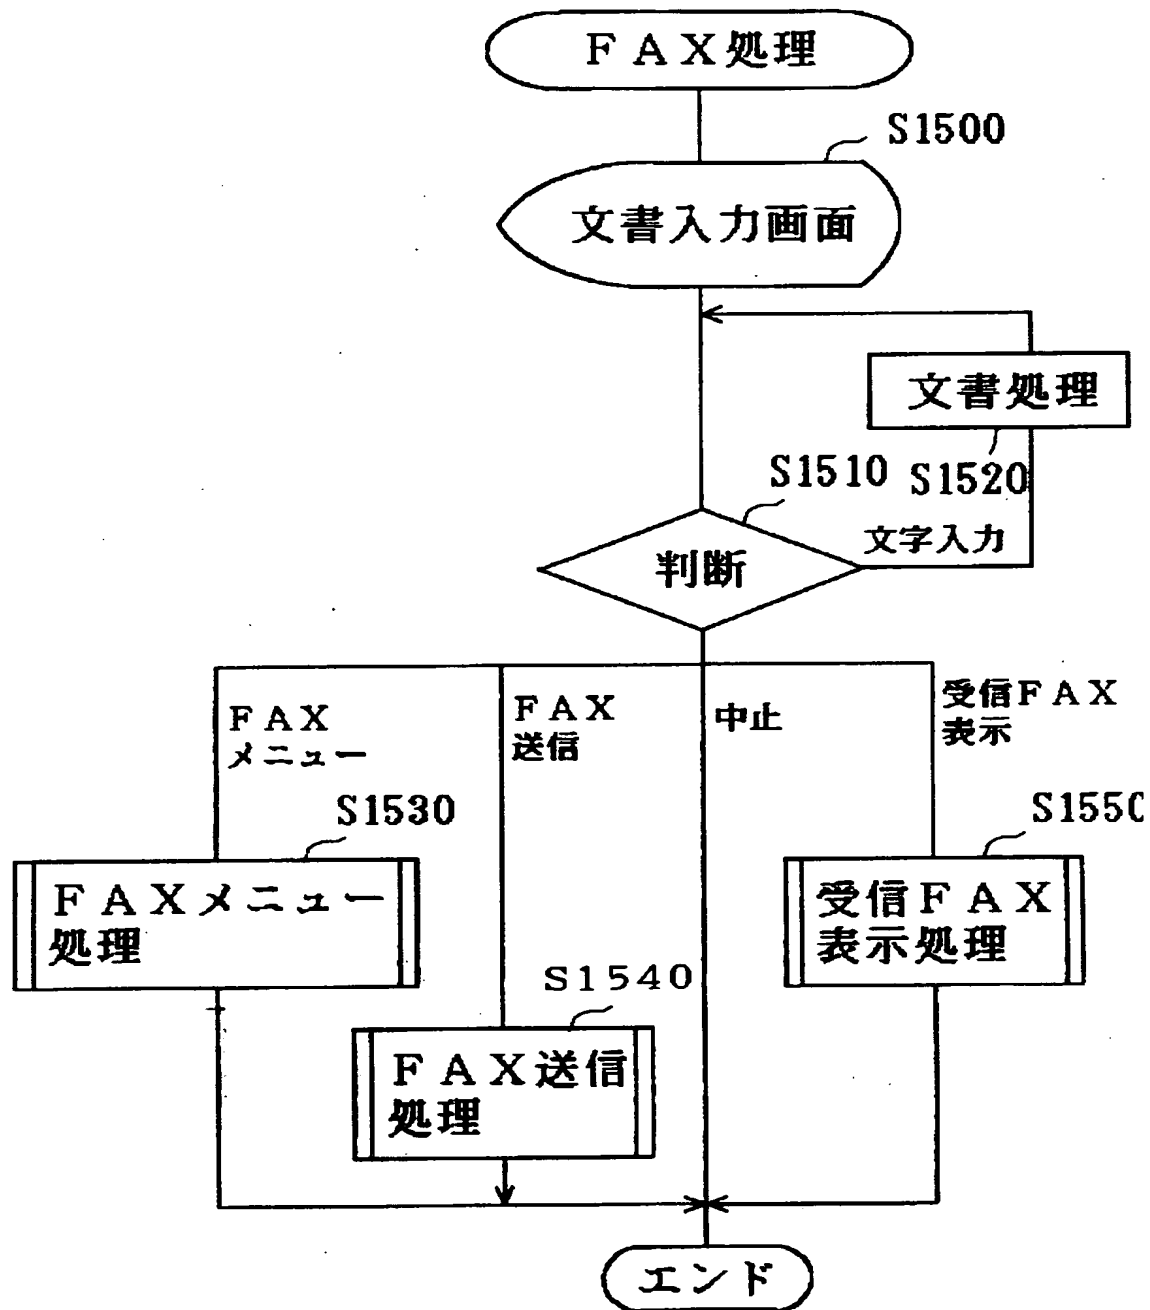 ＦＡＸ処理
S1500
文書入力画面
文書処理
S1520
S1510
文字入力
判断
ＦＡＸ
メニュー
ＦＡＸ
送信
中止
受信ＦＡＸ
表示
S1530
S1550
ＦＡＸメニュー
処理
受信ＦＡＸ
表示処理
S1540
ＦＡＸ送信
処理
エンド